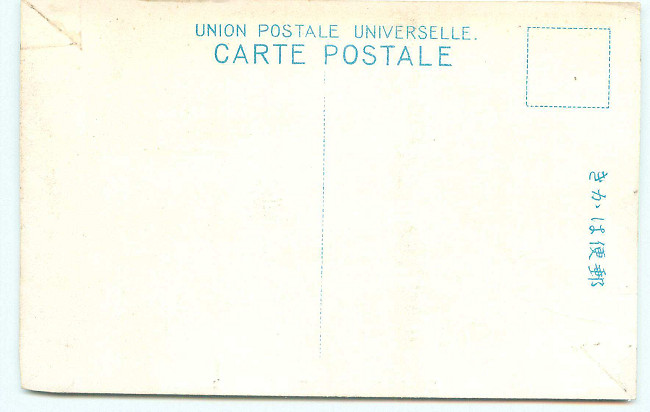 UNION POSTALE UNIVERSELLE.
CARTE POSTALE
郵便はかき